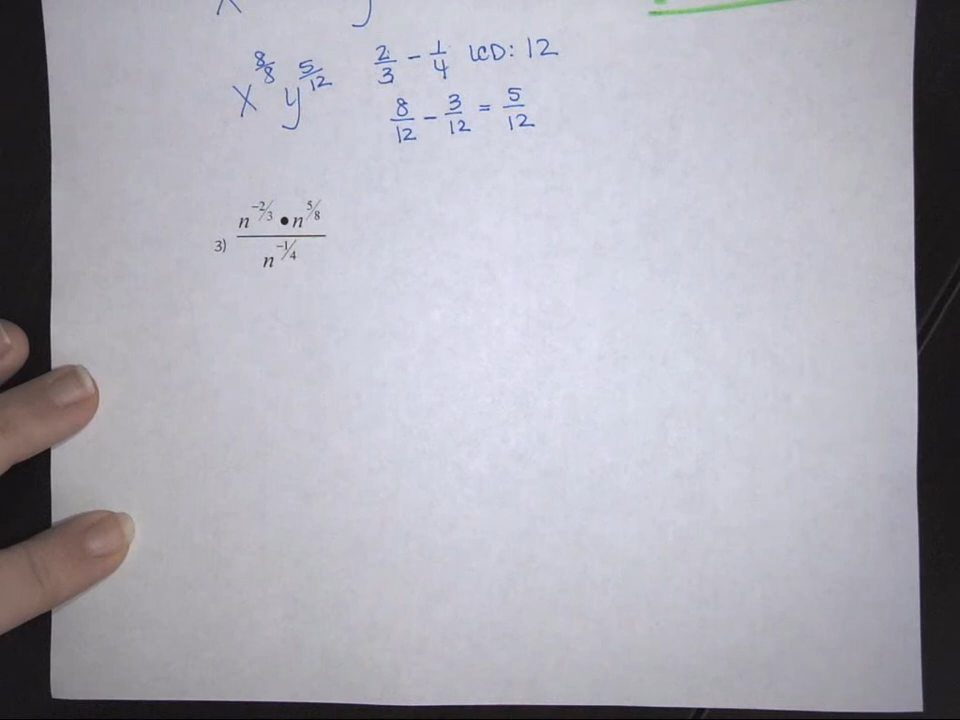 x^{8/8} y^{5/12} 2/3 - 1/4 LCD: 12
8/12 - 3/12 = 5/12
3) \frac{n^{-2/3} • n^{5/8}}{n^{-1/4}}